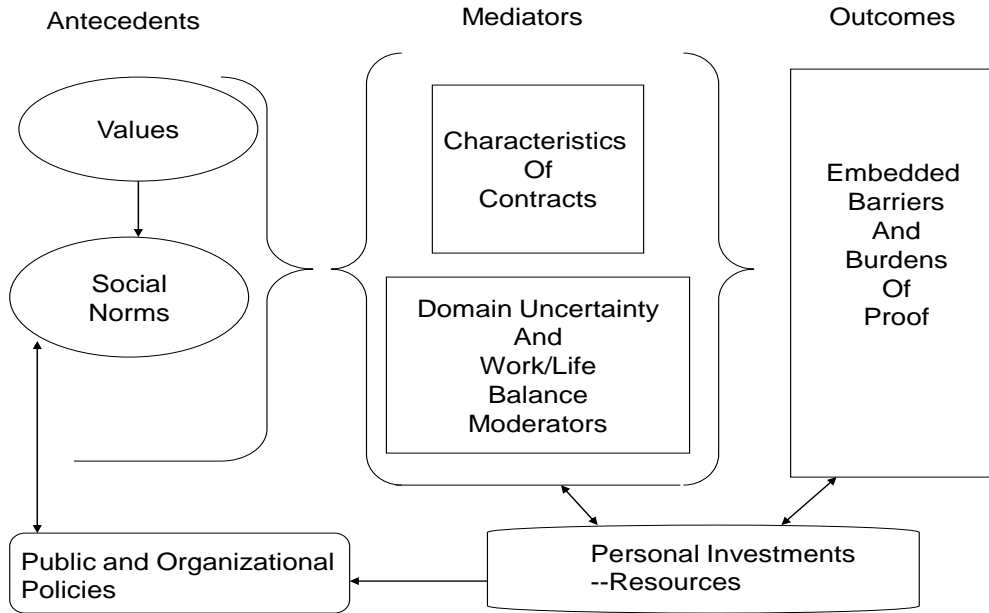 Antecedents
Mediators
Outcomes
Values
Social
Norms
Characteristics
Of
Contracts
Domain Uncertainty
And
Work/Life
Balance
Moderators
Embedded
Barriers
And
Burdens
Of
Proof
Public and Organizational
Policies
Personal Investments
--Resources